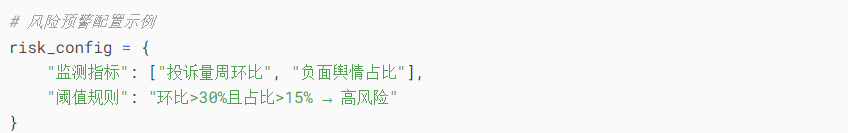 # 风险预警配置示例
risk_config = {
    "监测指标": ["投诉量周环比", "负面舆情占比"],
    "阈值规则": "环比>30%且占比>15% → 高风险"
}